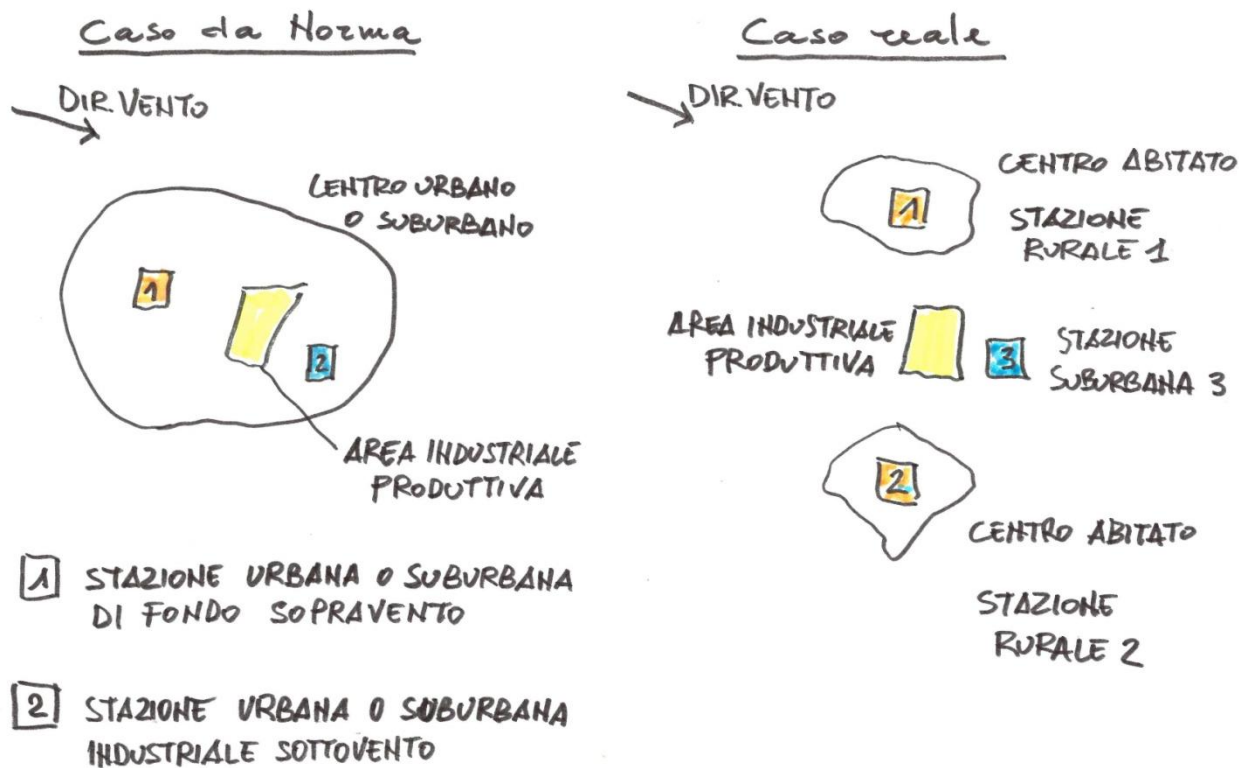 Caso da Norma
DIR. VENTO
CENTRO URBANO
O SUBURBANO
1
2
AREA INDUSTRIALE
PRODUTTIVA
1 STAZIONE URBANA O SUBURBANA
DI FONDO SOPRAVENTO
2 STAZIONE URBANA O SUBURBANA
INDUSTRIALE SOTTOVENTO
Caso reale
DIR. VENTO
CENTRO ABITATO
1
STAZIONE
RURALE 1
AREA INDUSTRIALE
PRODUTTIVA
3
STAZIONE
SUBURBANA 3
2
CENTRO ABITATO
STAZIONE
RURALE 2